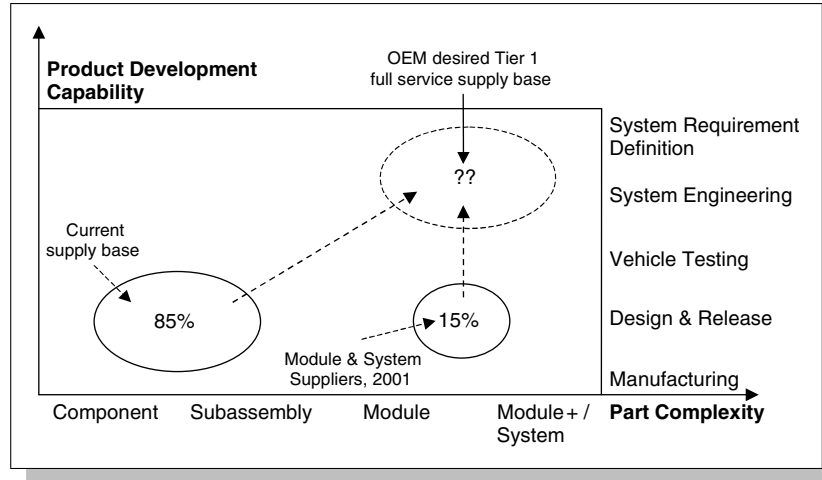 Product Development
Capability
OEM desired Tier 1
full service supply base
System Requirement
Definition
??
System Engineering
Current
supply base
Vehicle Testing
85%
15%
Design & Release
Module & System
Suppliers, 2001
Manufacturing
Component
Subassembly
Module
Module+ /
System
Part Complexity